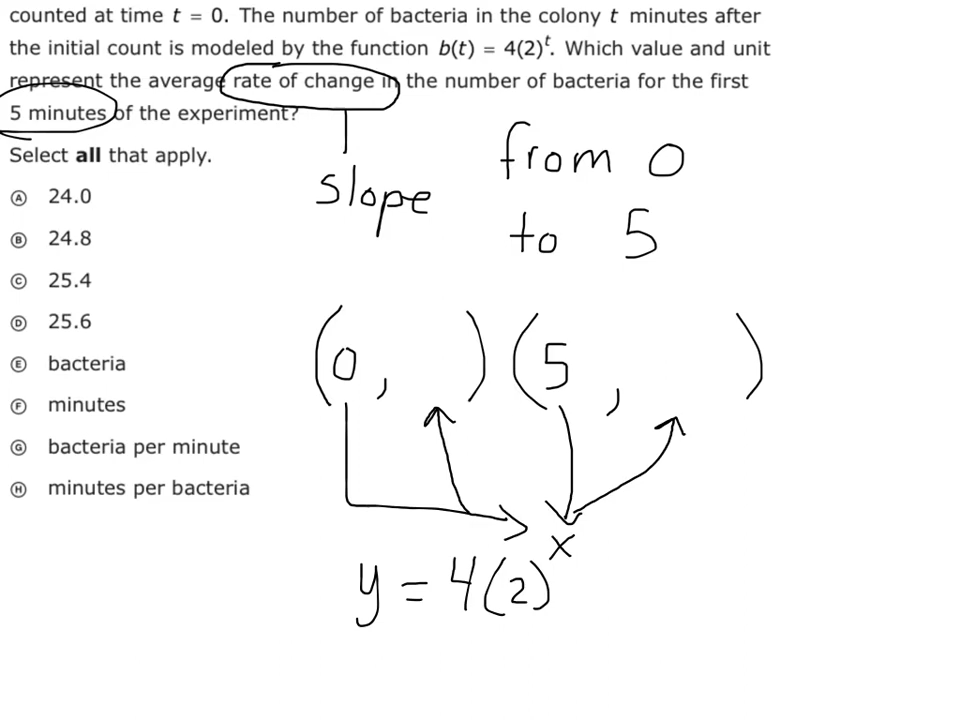 counted at time t = 0. The number of bacteria in the colony t minutes after
the initial count is modeled by the function b(t) = 4(2)^t. Which value and unit
represent the average rate of change in the number of bacteria for the first
5 minutes of the experiment?
Select all that apply.
Ⓐ 24.0
Ⓑ 24.8
Ⓒ 25.4
Ⓓ 25.6
Ⓔ bacteria
Ⓕ minutes
Ⓖ bacteria per minute
Ⓗ minutes per bacteria
slope
from 0
to 5
(0, ) (5, )
y = 4(2)^x